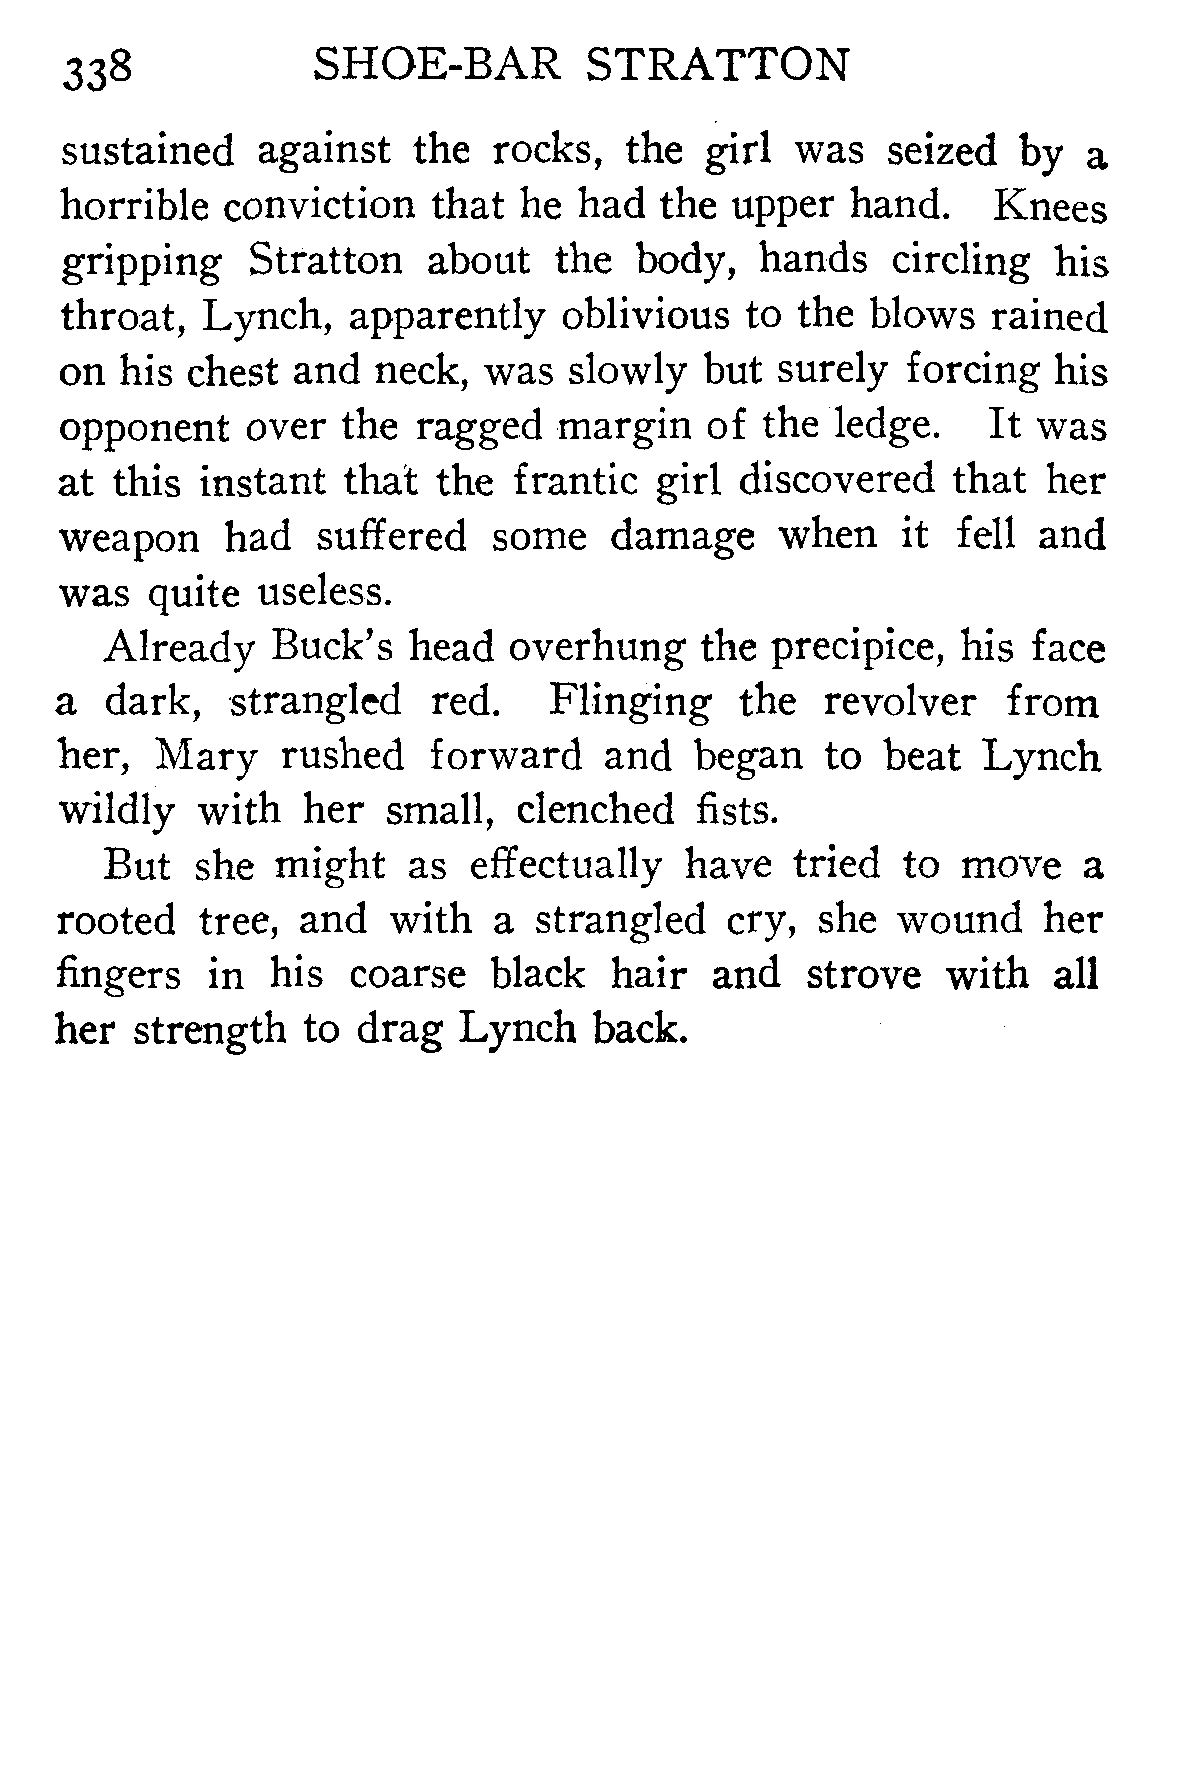 338 SHOE-BAR STRATTON
sustained against the rocks, the girl was seized by a
horrible conviction that he had the upper hand. Knees
gripping Stratton about the body, hands circling his
throat, Lynch, apparently oblivious to the blows rained
on his chest and neck, was slowly but surely forcing his
opponent over the ragged margin of the ledge. It was
at this instant that the frantic girl discovered that her
weapon had suffered some damage when it fell and
was quite useless.
Already Buck's head overhung the precipice, his face
a dark, strangled red. Flinging the revolver from
her, Mary rushed forward and began to beat Lynch
wildly with her small, clenched fists.
But she might as effectually have tried to move a
rooted tree, and with a strangled cry, she wound her
fingers in his coarse black hair and strove with all
her strength to drag Lynch back.